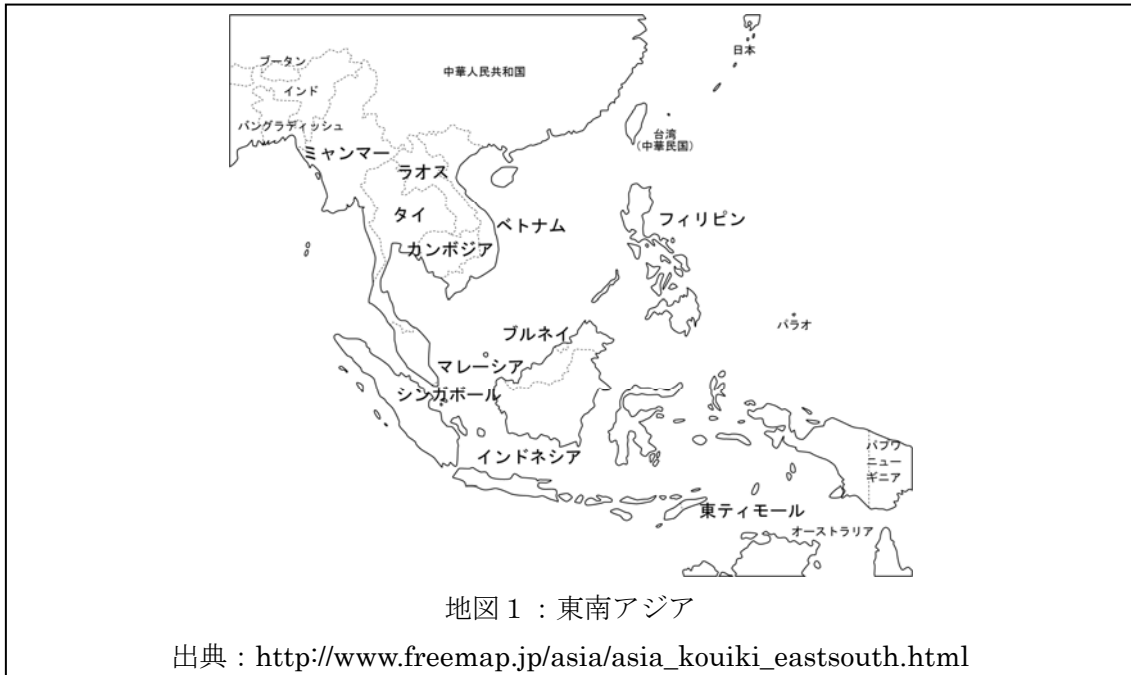 日本
ブータン
中華人民共和国
インド
バングラディッシュ
台湾
(中華民国)
ミャンマー
ラオス
タイ
ベトナム
フィリピン
カンボジア
パラオ
ブルネイ
マレーシア
シンガポール
パプワ
ニュー
ギニア
インドネシア
東ティモール
オーストラリア
地図1：東南アジア
出典：http://www.freemap.jp/asia/asia_kouiki_eastsouth.html